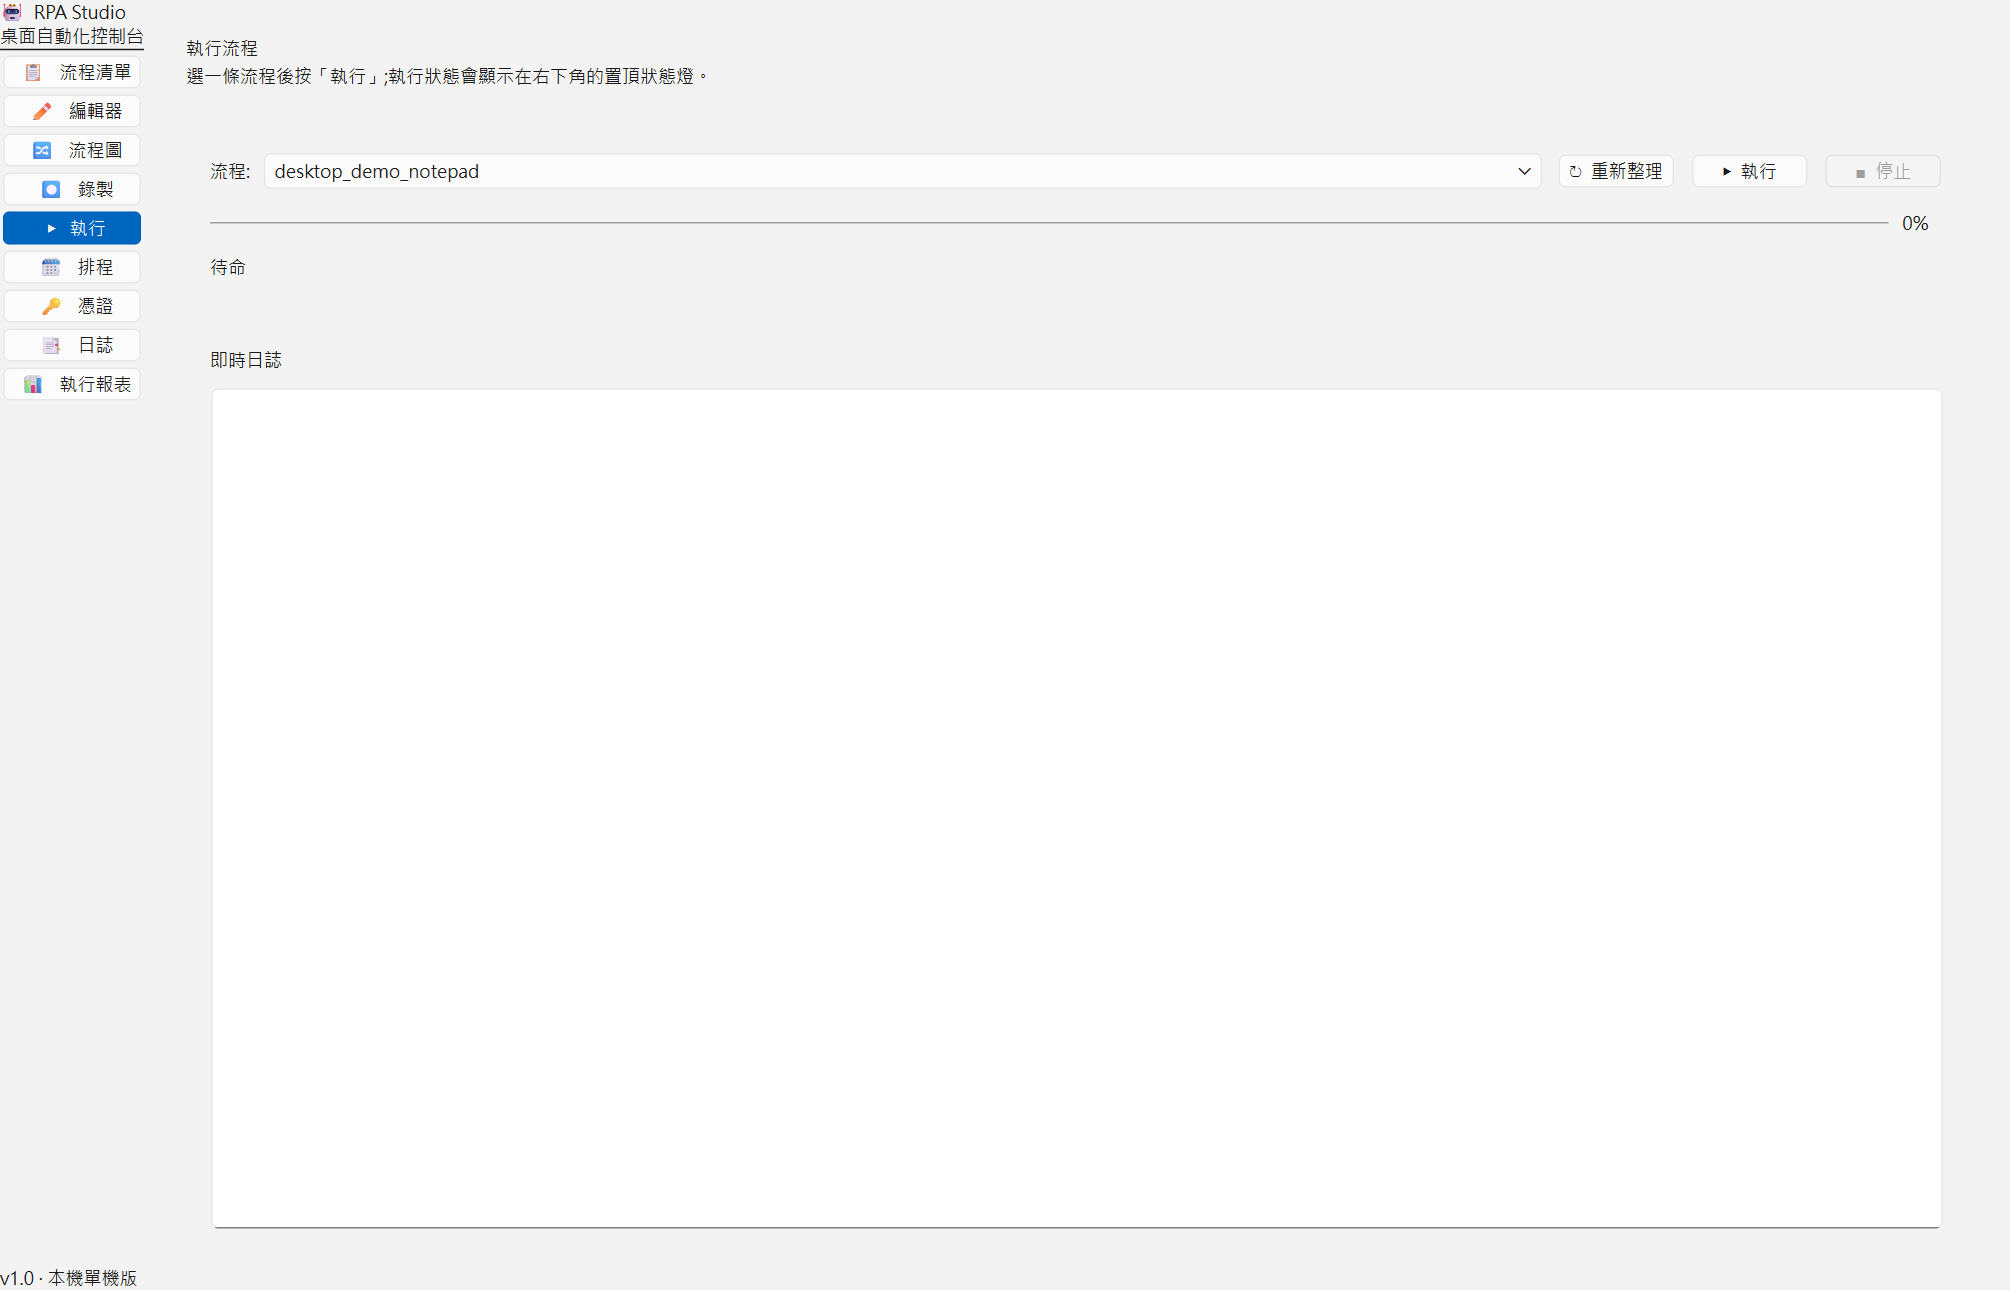 RPA Studio
桌面自動化控制台
流程清單
編輯器
流程圖
錄製
執行
排程
憑證
日誌
執行報表
v1.0 · 本機單機版
執行流程
選一條流程後按「執行」;執行狀態會顯示在右下角的置頂狀態燈。
流程: desktop_demo_notepad 重新整理 執行 停止
0%
待命
即時日誌